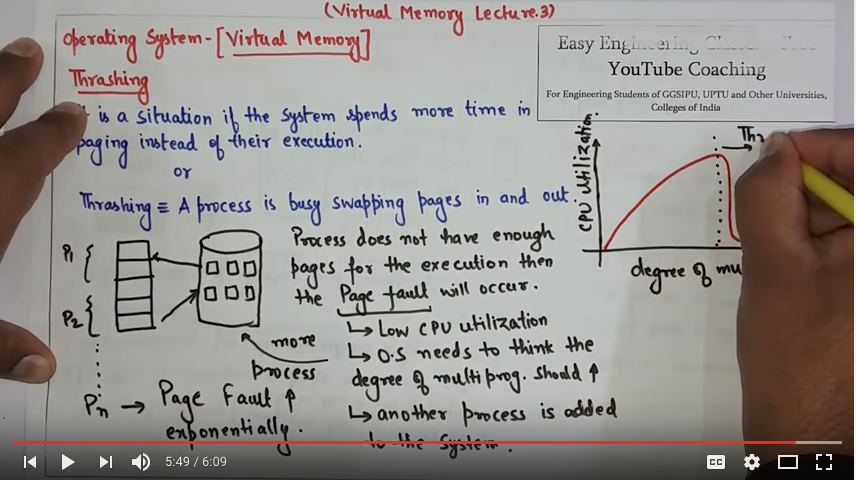 (Virtual Memory Lecture.3)
Operating System - [Virtual Memory]
Easy Engineering
YouTube Coaching
For Engineering Students of GGSIPU, UPTU and Other Universities,
Colleges of India
Thrashing
is a situation if the system spends more time in
paging instead of their execution.
or
Thrashing ≡ A process is busy swapping pages in and out.
CPU Utilization
degree of mu
P1
P2
Pn → Page Fault ↑
exponentially.
more
process
Process does not have enough
pages for the execution then
the Page fault will occur.
↳ Low CPU utilization
↳ O.S needs to think the
degree of multiprog. should ↑
↳ another process is added
to the system.
5:49 / 6:09
CC